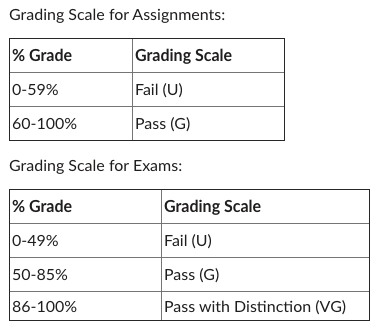 Grading Scale for Assignments:
% Grade Grading Scale
0-59% Fail (U)
60-100% Pass (G)
Grading Scale for Exams:
% Grade Grading Scale
0-49% Fail (U)
50-85% Pass (G)
86-100% Pass with Distinction (VG)